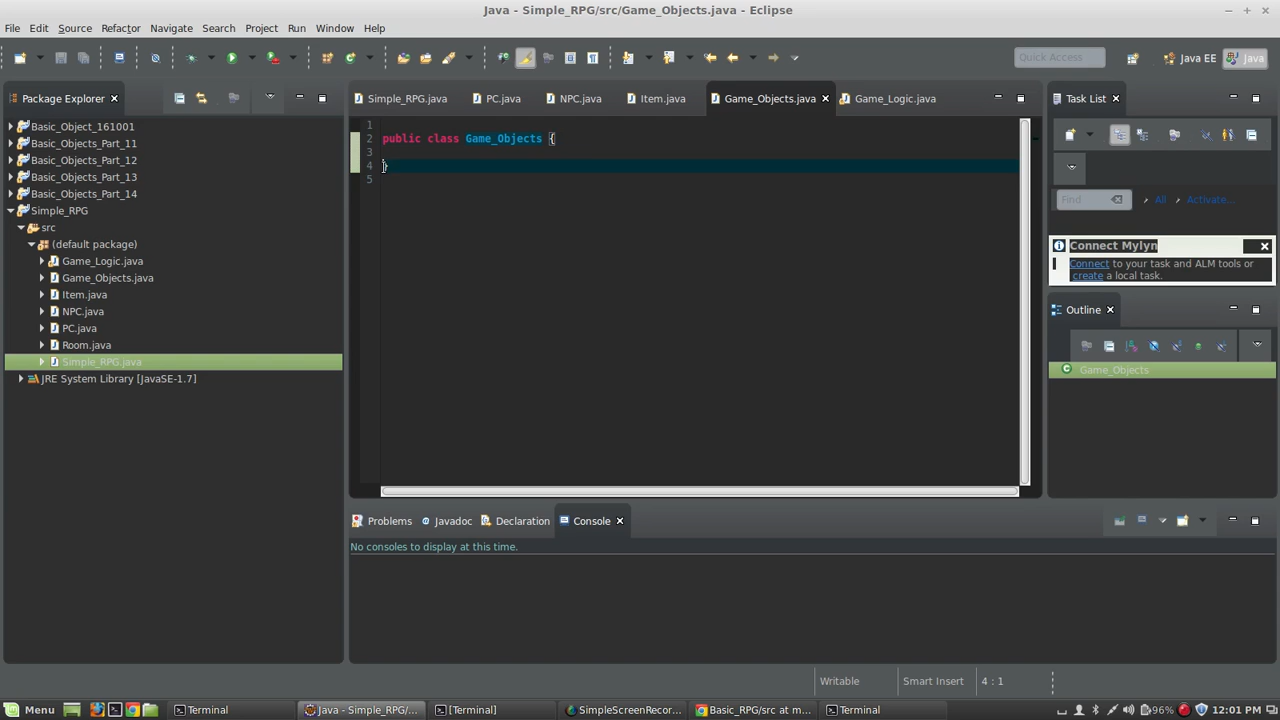 Java - Simple_RPG/src/Game_Objects.java - Eclipse
File Edit Source Refactor Navigate Search Project Run Window Help
Quick Access
Java EE
Java
Package Explorer
Simple_RPG.java
PC.java
NPC.java
Item.java
Game_Objects.java
Game_Logic.java
Task List
Basic_Object_161001
Basic_Objects_Part_11
Basic_Objects_Part_12
Basic_Objects_Part_13
Basic_Objects_Part_14
Simple_RPG
src
(default package)
Game_Logic.java
Game_Objects.java
Item.java
NPC.java
PC.java
Room.java
Simple_RPG.java
JRE System Library [JavaSE-1.7]
1
2 public class Game_Objects {
3
4 }
5
Find
All
Activate...
Connect Mylyn
Connect to your task and ALM tools or
create a local task.
Outline
Game_Objects
Problems
Javadoc
Declaration
Console
No consoles to display at this time.
Writable
Smart Insert
4 : 1
Menu
Terminal
Java - Simple_RPG/...
[Terminal]
SimpleScreenRecor...
Basic_RPG/src at m...
Terminal
96%
12:01 PM